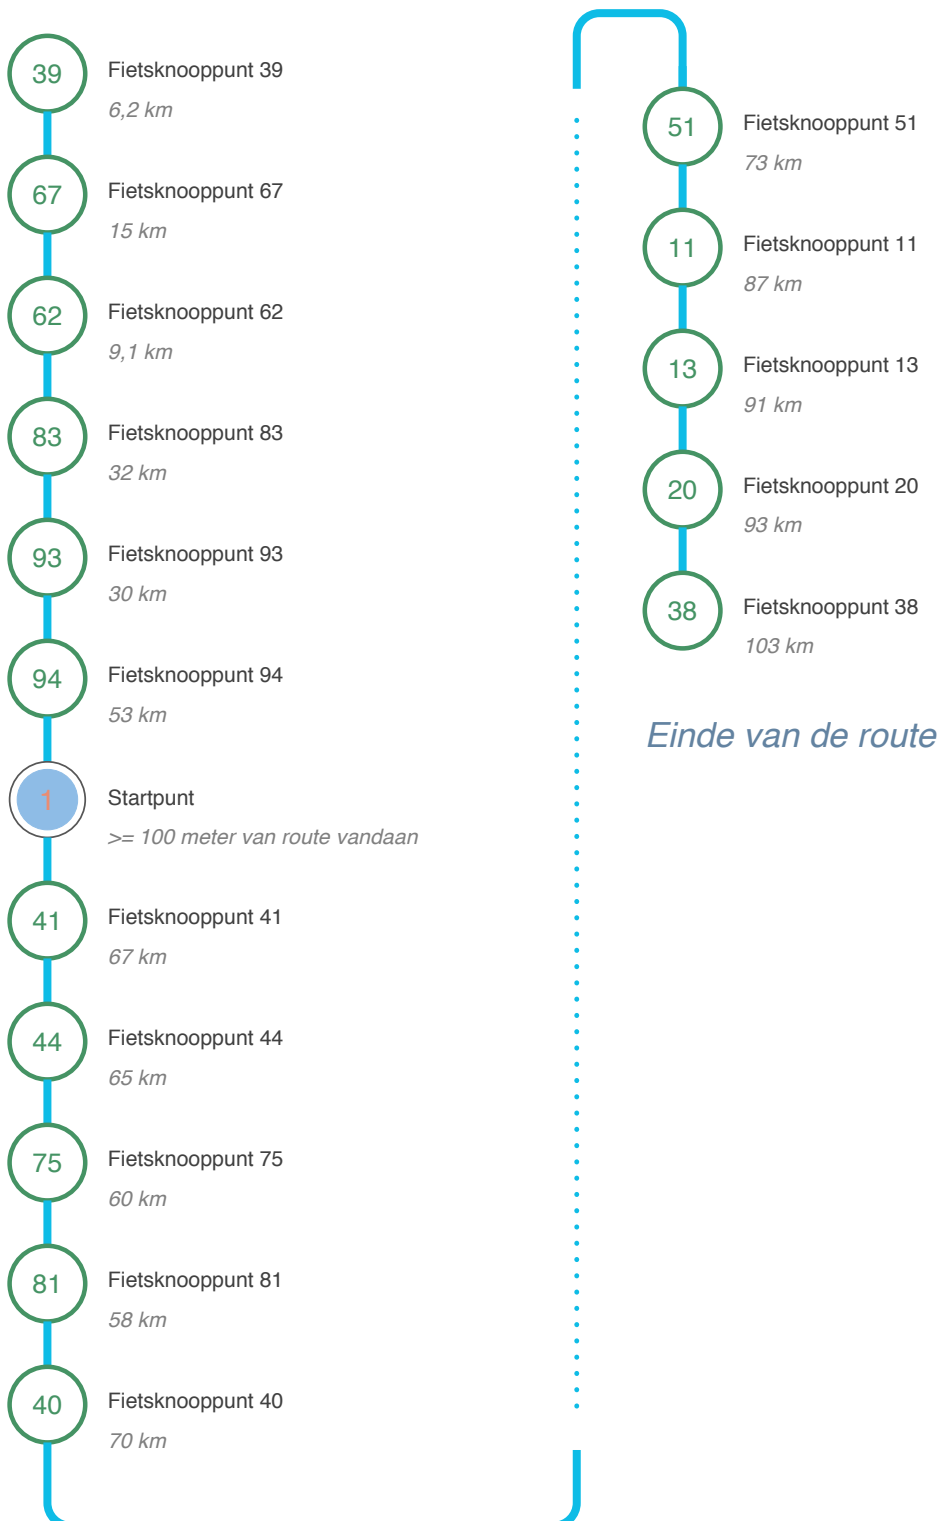 39
Fietsknooppunt 39
6,2 km
67
Fietsknooppunt 67
15 km
62
Fietsknooppunt 62
9,1 km
83
Fietsknooppunt 83
32 km
93
Fietsknooppunt 93
30 km
94
Fietsknooppunt 94
53 km
1
Startpunt
>= 100 meter van route vandaan
41
Fietsknooppunt 41
67 km
44
Fietsknooppunt 44
65 km
75
Fietsknooppunt 75
60 km
81
Fietsknooppunt 81
58 km
40
Fietsknooppunt 40
70 km
51
Fietsknooppunt 51
73 km
11
Fietsknooppunt 11
87 km
13
Fietsknooppunt 13
91 km
20
Fietsknooppunt 20
93 km
38
Fietsknooppunt 38
103 km
Einde van de route